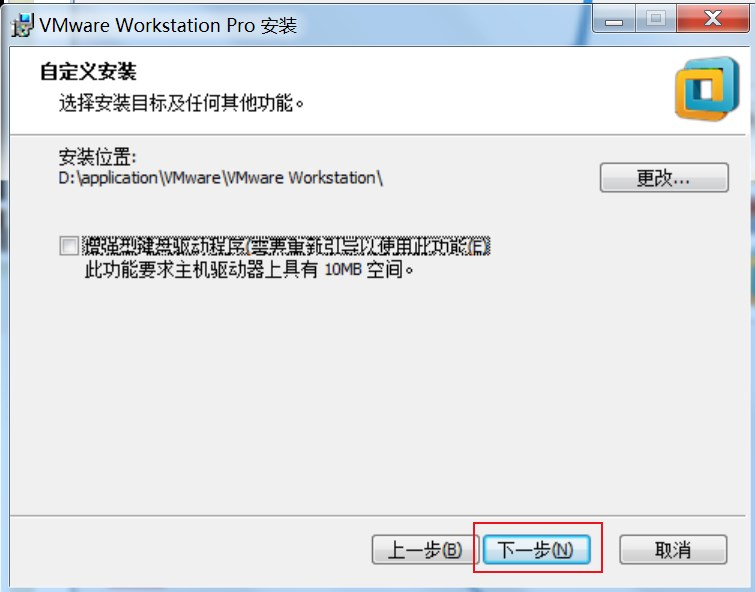 VMware Workstation Pro 安装
自定义安装
选择安装目标及任何其他功能。
安装位置:
D:\application\VMware\VMware Workstation\
更改...
增强型键盘驱动程序(需要重新引导以使用此功能(E)
此功能要求主机驱动器上具有 10MB 空间。
上一步(B)
下一步(N)
取消